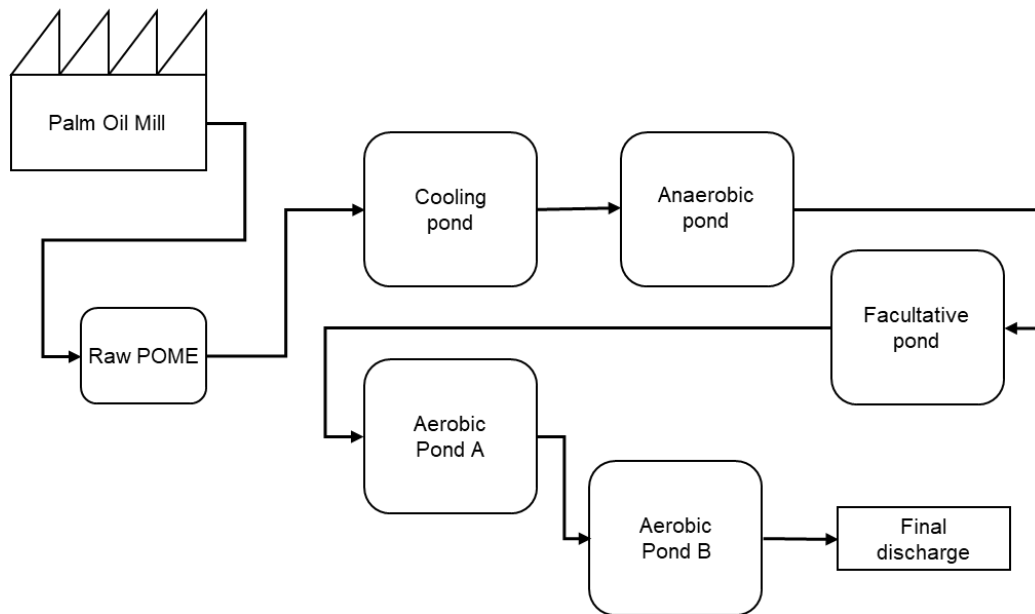 Palm Oil Mill
Cooling
pond
Anaerobic
pond
Facultative
pond
Raw POME
Aerobic
Pond A
Aerobic
Pond B
Final
discharge